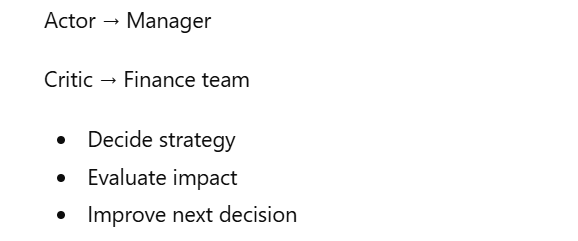 Actor → Manager
Critic → Finance team
• Decide strategy
• Evaluate impact
• Improve next decision